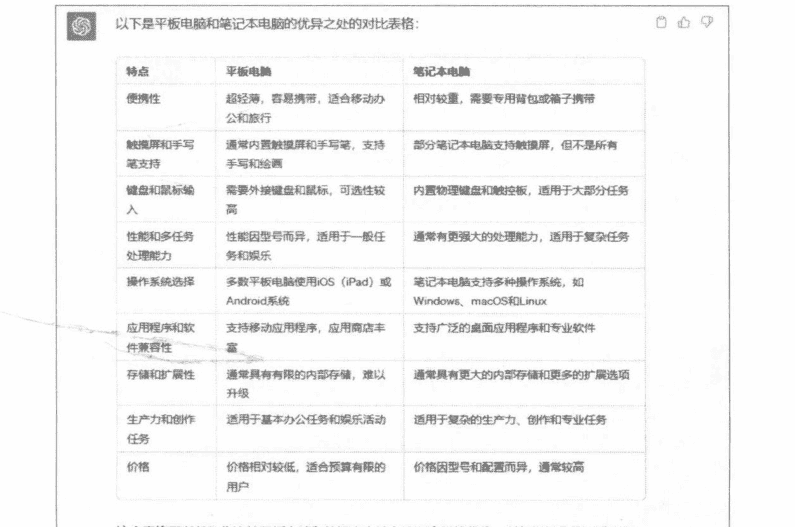 以下是平板电脑和笔记本电脑的优异之处的对比表格：
特点 平板电脑 笔记本电脑
便携性 超轻薄，容易携带，适合移动办 相对较重，需要专用背包或箱子携带
公和旅行
触摸屏和手写 通常内置触摸屏和手写笔，支持 部分笔记本电脑支持触摸屏，但不是所有
笔支持 手写和绘画
键盘和鼠标输 需要外接键盘和鼠标，可选性较 内置物理键盘和触控板，适用于大部分任务
入 高
性能和多任务 性能因型号而异，适用于一般任 通常有更强大的处理能力，适用于复杂任务
处理能力 务和娱乐
操作系统选择 多数平板电脑使用iOS（iPad）或 笔记本电脑支持多种操作系统，如
Android系统 Windows、macOS和Linux
应用程序和软 支持移动应用程序，应用商店丰 支持广泛的桌面应用程序和专业软件
件兼容性 富
存储和扩展性 通常具有有限的内部存储，难以 通常具有更大的内部存储和更多的扩展选项
升级
生产力和创作 适用于基本办公任务和娱乐活动 适用于复杂的生产力、创作和专业任务
任务
价格 价格相对较低，适合预算有限的 价格因型号和配置而异，通常较高
用户